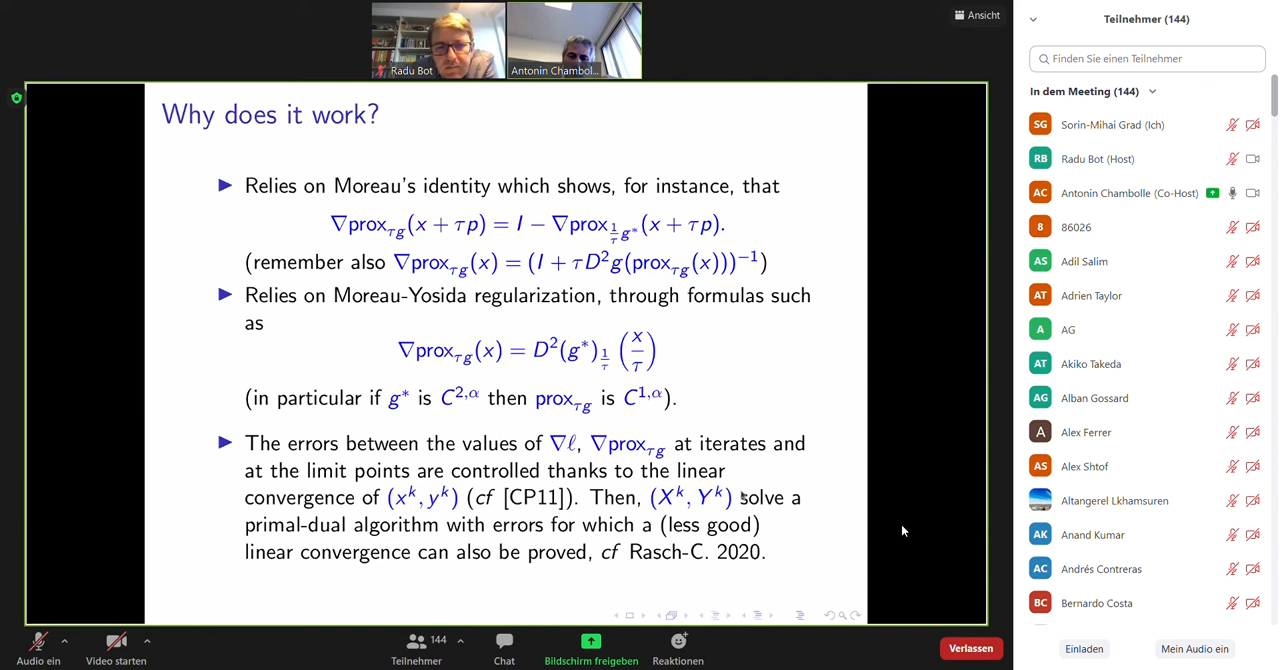 Ansicht
Radu Bot
Antonin Chambol...
Why does it work?
Relies on Moreau's identity which shows, for instance, that
∇prox_{τg}(x + τp) = I − ∇prox_{\frac{1}{τ}g*}(x + τp).
(remember also ∇prox_{τg}(x) = (I + τD²g(prox_{τg}(x)))⁻¹)
Relies on Moreau-Yosida regularization, through formulas such
as
∇prox_{τg}(x) = D²(g*)_{\frac{1}{τ}} (\frac{x}{τ})
(in particular if g* is C^{2,α} then prox_{τg} is C^{1,α}).
The errors between the values of ∇ℓ, ∇prox_{τg} at iterates and
at the limit points are controlled thanks to the linear
convergence of (x^k, y^k) (cf [CP11]). Then, (X^k, Y^k) solve a
primal-dual algorithm with errors for which a (less good)
linear convergence can also be proved, cf Rasch-C. 2020.
Audio ein
Video starten
144
Teilnehmer
Chat
Bildschirm freigeben
Reaktionen
Verlassen
Teilnehmer (144)
Finden Sie einen Teilnehmer
In dem Meeting (144)
SG Sorin-Mihai Grad (Ich)
RB Radu Bot (Host)
AC Antonin Chambolle (Co-Host)
8 86026
AS Adil Salim
AT Adrien Taylor
A AG
AT Akiko Takeda
AG Alban Gossard
A Alex Ferrer
AS Alex Shtof
Altangerel Lkhamsuren
AK Anand Kumar
AC Andrés Contreras
BC Bernardo Costa
Einladen
Mein Audio ein